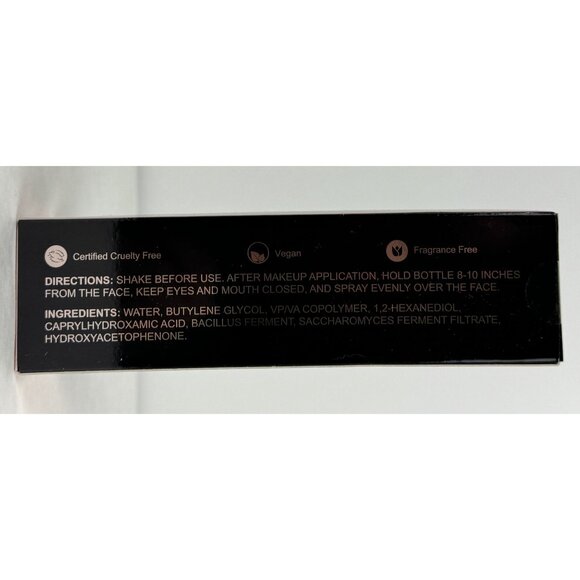 Certified Cruelty Free
Vegan
Fragrance Free
DIRECTIONS: SHAKE BEFORE USE. AFTER MAKEUP APPLICATION, HOLD BOTTLE 8-10 INCHES
FROM THE FACE, KEEP EYES AND MOUTH CLOSED, AND SPRAY EVENLY OVER THE FACE.
INGREDIENTS: WATER, BUTYLENE GLYCOL, VP/VA COPOLYMER, 1,2-HEXANEDIOL,
CAPRYLHYDROXAMIC ACID, BACILLUS FERMENT, SACCHAROMYCES FERMENT FILTRATE,
HYDROXYACETOPHENONE.